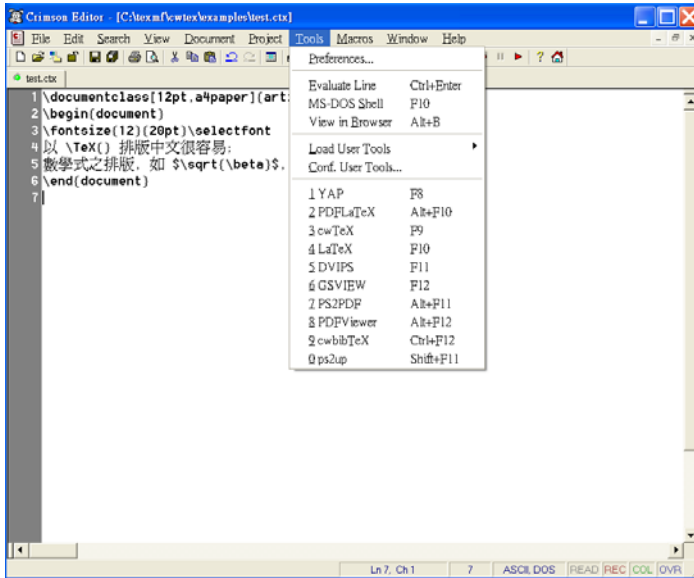 Crimson Editor - [C:\texmf\cwtex\examples\test.ctx]
File Edit Search View Document Project Tools Macros Window Help
test.ctx
1 \documentclass[12pt,a4paper]{art
2 \begin{document}
3 \fontsize{12}{20pt}\selectfont
4 以 \TeX{} 排版中文很容易;
5 數學式之排版, 如 $\sqrt{\beta}$,
6 \end{document}
7
Preferences...
Evaluate Line Ctrl+Enter
MS-DOS Shell F10
View in Browser Alt+B
Load User Tools
Conf. User Tools...
1 YAP F8
2 PDFLaTeX Alt+F10
3 cwTeX F9
4 LaTeX F10
5 DVIPS F11
6 GSVIEW F12
7 PS2PDF Alt+F11
8 PDFViewer Alt+F12
9 cwbibTeX Ctrl+F12
0 ps2up Shift+F11
Ln 7, Ch 1 7 ASCII, DOS READ REC COL OVR